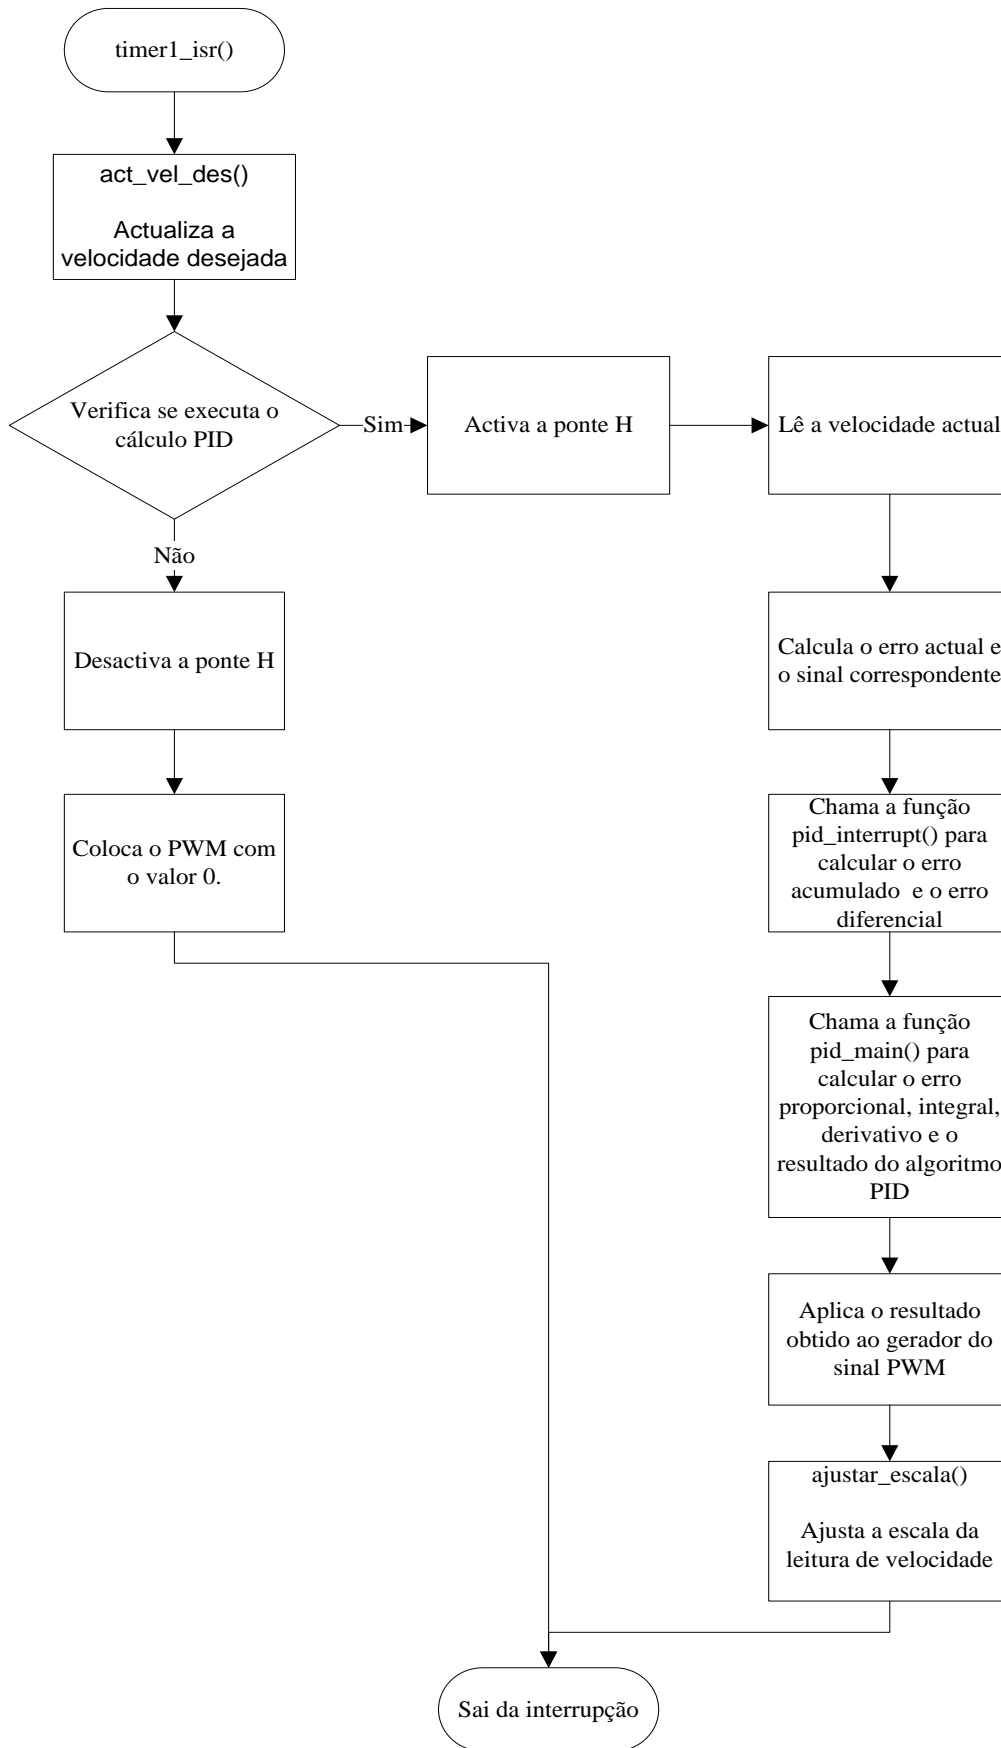 timer1_isr()
act_vel_des()
Actualiza a
velocidade desejada
Verifica se executa o
cálculo PID
Sim
Activa a ponte H
Lê a velocidade actual
Não
Desactiva a ponte H
Calcula o erro actual e
o sinal correspondente
Coloca o PWM com
o valor 0.
Chama a função
pid_interrupt() para
calcular o erro
acumulado  e o erro
diferencial
Chama a função
pid_main() para
calcular o erro
proporcional, integral,
derivativo e o
resultado do algoritmo
PID
Aplica o resultado
obtido ao gerador do
sinal PWM
ajustar_escala()
Ajusta a escala da
leitura de velocidade
Sai da interrupção